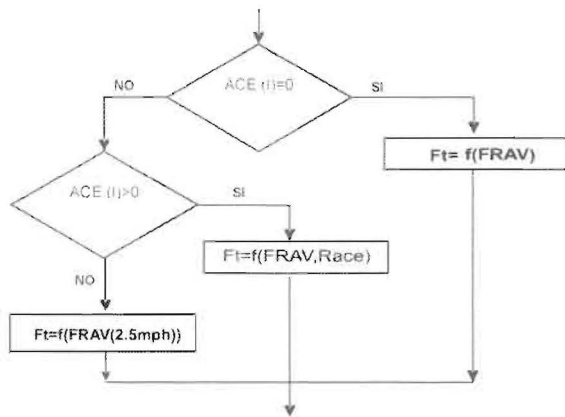 ACE (I)=0
NO
SI
Ft= f(FRAV)
ACE (I)>0
SI
Ft=f(FRAV,Race)
NO
Ft=f(FRAV(2.5mph))